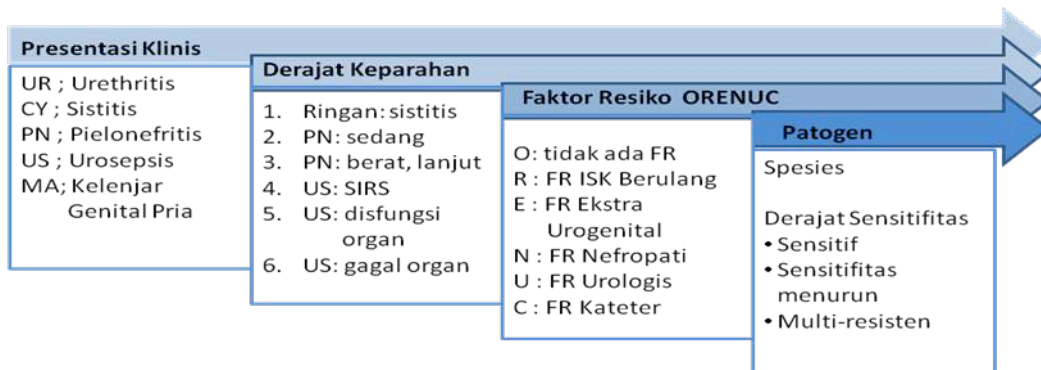 Presentasi Klinis
UR ; Urethritis
CY ; Sistitis
PN ; Pielonefritis
US ; Urosepsis
MA; Kelenjar
Genital Pria
Derajat Keparahan
1. Ringan: sistitis
2. PN: sedang
3. PN: berat, lanjut
4. US: SIRS
5. US: disfungsi
organ
6. US: gagal organ
Faktor Resiko ORENUC
O: tidak ada FR
R : FR ISK Berulang
E : FR Ekstra
Urogenital
N : FR Nefropati
U : FR Urologis
C : FR Kateter
Patogen
Spesies
Derajat Sensitifitas
• Sensitif
• Sensitifitas
menurun
• Multi-resisten